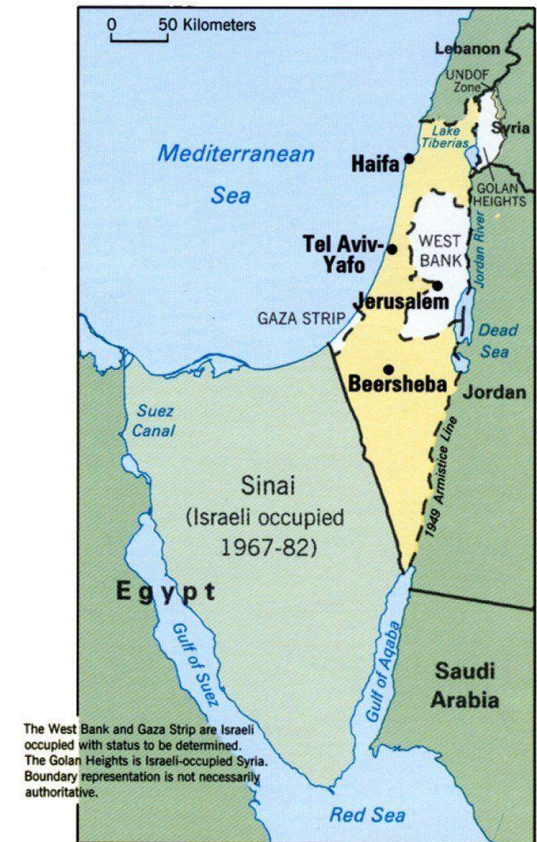 0 50 Kilometers
Lebanon
UNDOF
Zone
Syria
Lake
Tiberias
Mediterranean
Sea
Haifa
GOLAN
HEIGHTS
Jordan River
Tel Aviv-
Yafo
WEST
BANK
Jerusalem
GAZA STRIP
Dead
Sea
Beersheba
Jordan
Suez
Canal
1949 Armistice Line
Sinai
(Israeli occupied
1967-82)
Egypt
Gulf of Suez
Gulf of Aqaba
Saudi
Arabia
The West Bank and Gaza Strip are Israeli
occupied with status to be determined.
The Golan Heights is Israeli-occupied Syria.
Boundary representation is not necessarily
authoritative.
Red Sea